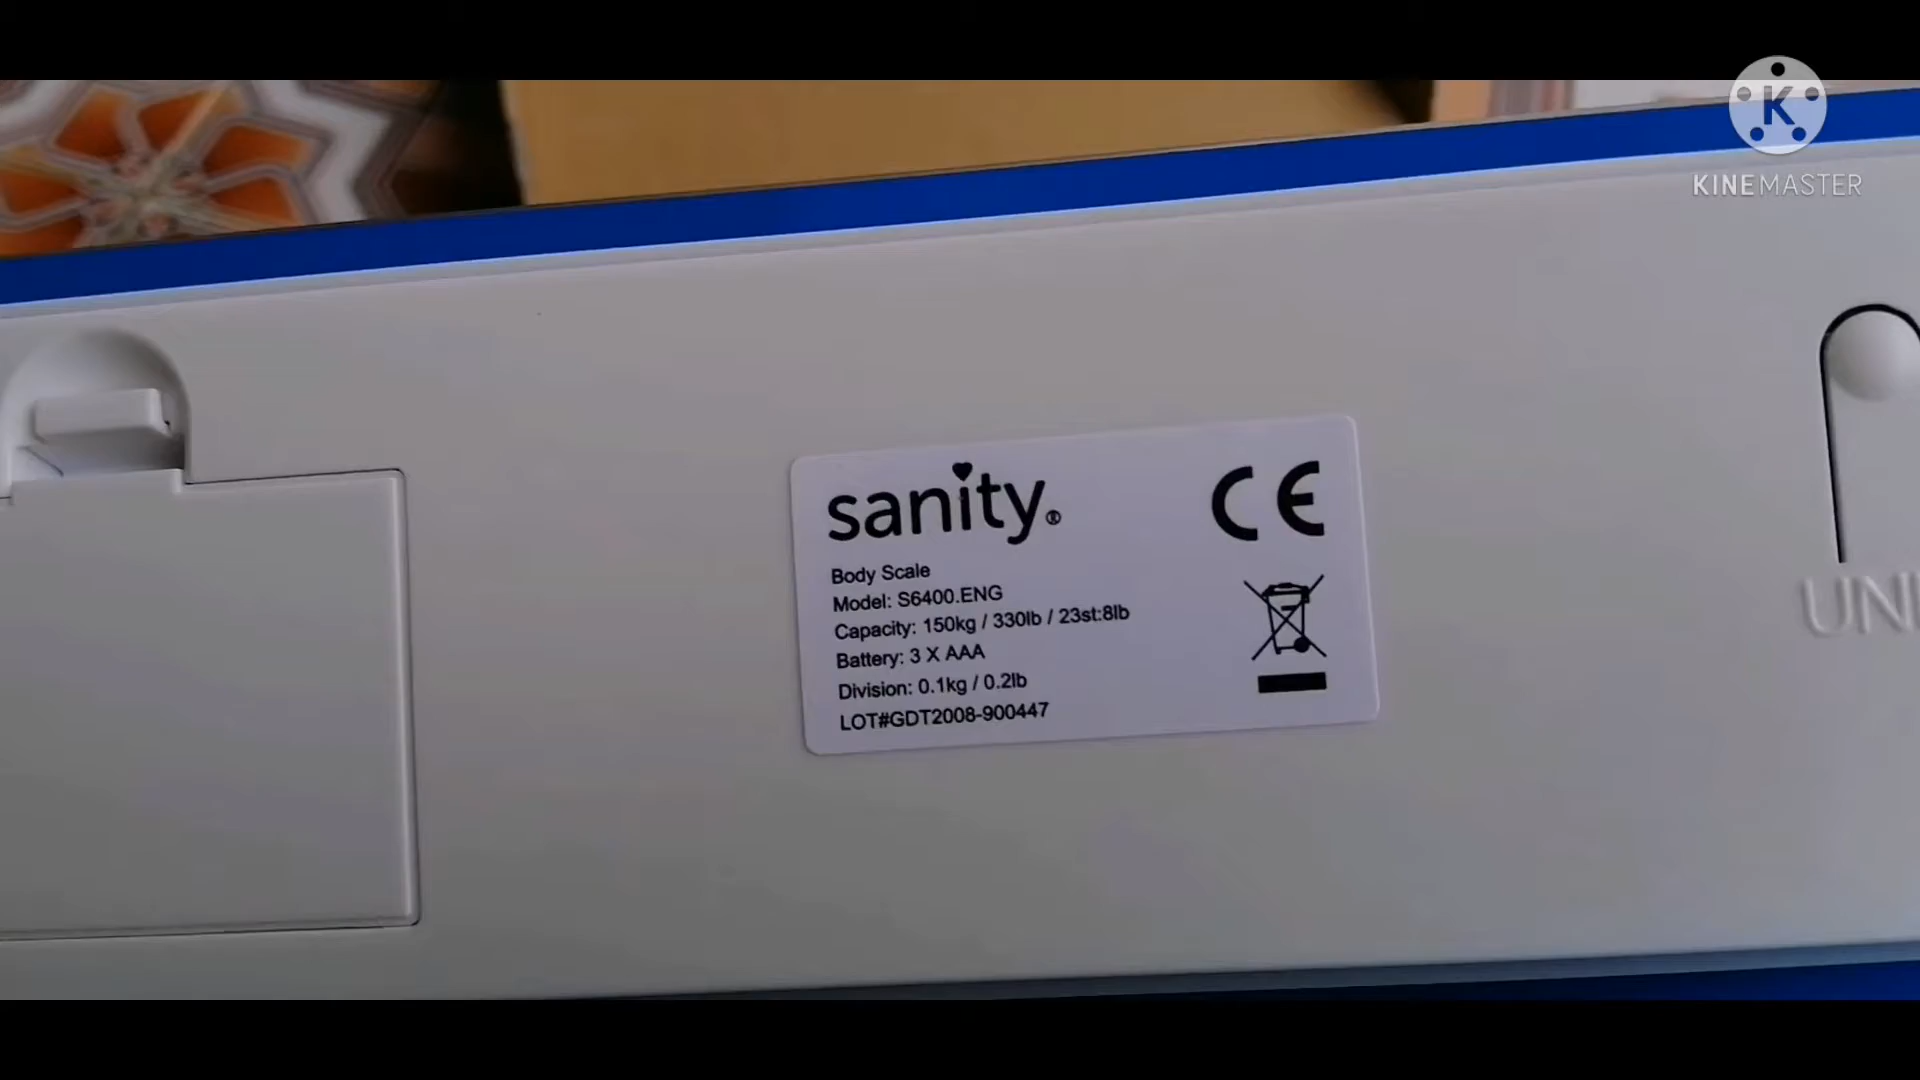 K
KINEMASTER
sanity®
CE
Body Scale
Model: S6400.ENG
Capacity: 150kg / 330lb / 23st:8lb
Battery: 3 X AAA
Division: 0.1kg / 0.2lb
LOT#GDT2008-900447